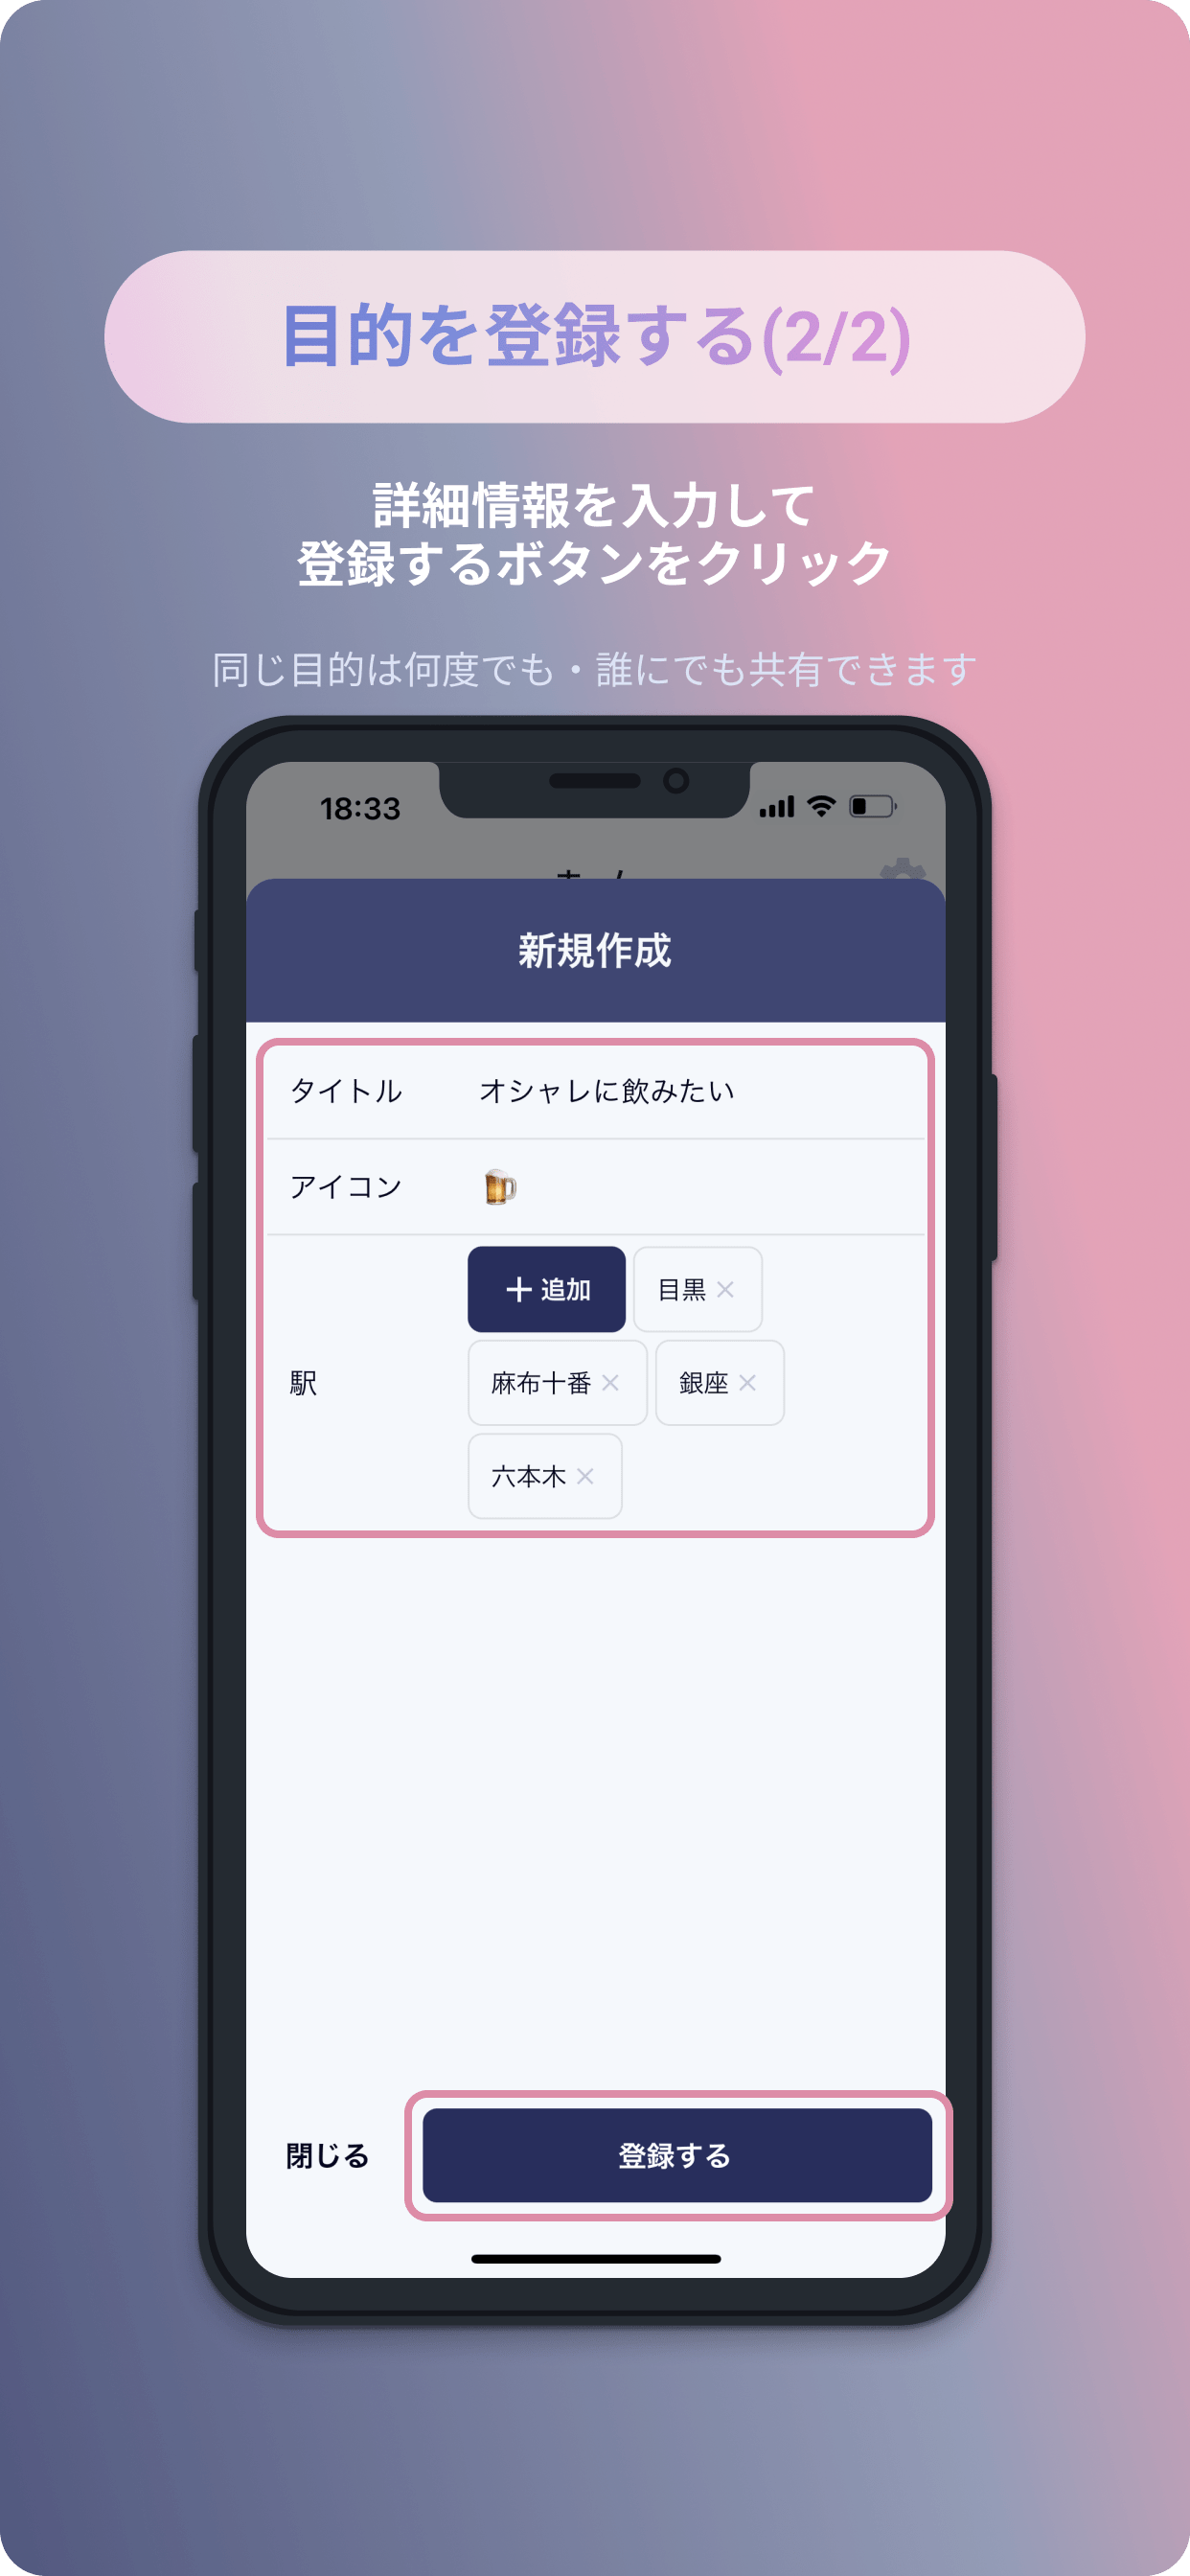 目的を登録する(2/2)
詳細情報を入力して
登録するボタンをクリック
同じ目的は何度でも・誰にでも共有できます
18:33
新規作成
タイトル オシャレに飲みたい
アイコン
+ 追加 目黒 ×
駅 麻布十番 × 銀座 ×
六本木 ×
閉じる 登録する